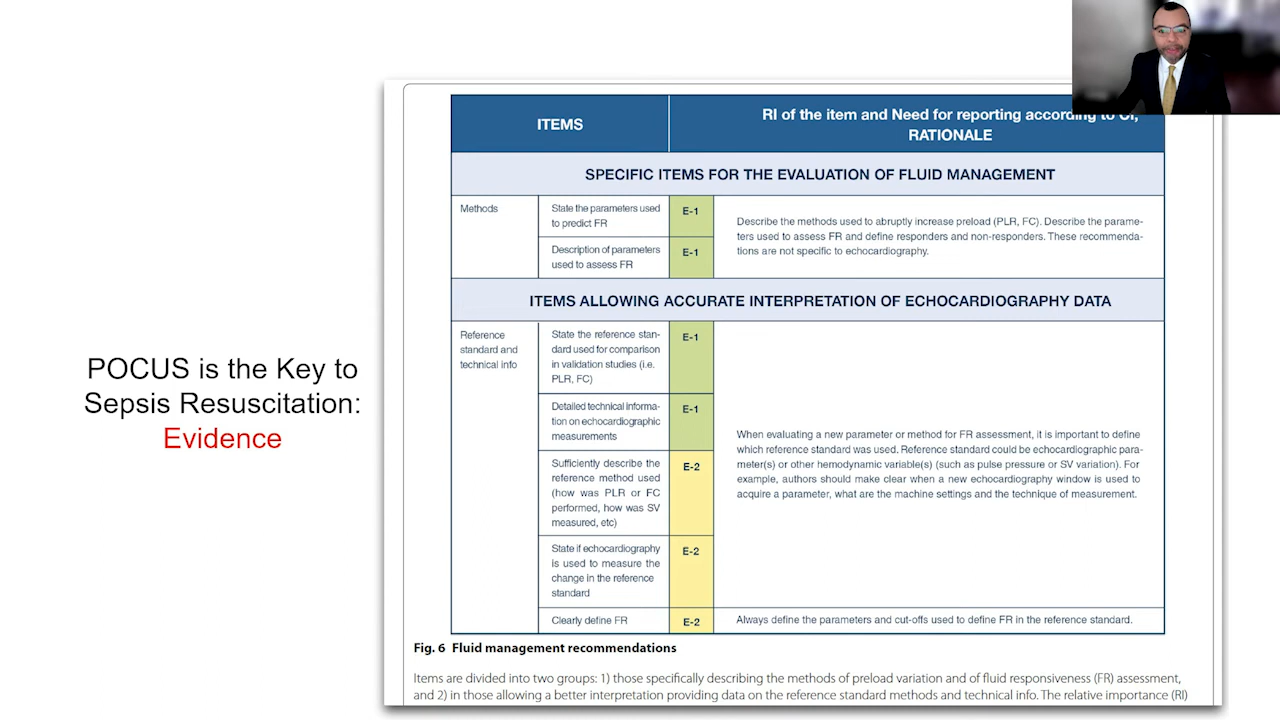 POCUS is the Key to
Sepsis Resuscitation:
Evidence
ITEMS
RI of the item and Need for reporting according to CI,
RATIONALE
SPECIFIC ITEMS FOR THE EVALUATION OF FLUID MANAGEMENT
Methods
State the parameters used
to predict FR
E-1
Description of parameters
used to assess FR
E-1
Describe the methods used to abruptly increase preload (PLR, FC). Describe the parame-
ters used to assess FR and define responders and non-responders. These recommenda-
tions are not specific to echocardiography.
ITEMS ALLOWING ACCURATE INTERPRETATION OF ECHOCARDIOGRAPHY DATA
Reference
standard and
technical info
State the reference stan-
dard used for comparison
in validation studies (i.e.
PLR, FC)
E-1
Detailed technical informa-
tion on echocardiographic
measurements
E-1
Sufficiently describe the
reference method used
(how was PLR or FC
performed, how was SV
measured, etc)
E-2
State if echocardiography
is used to measure the
change in the reference
standard
E-2
When evaluating a new parameter or method for FR assessment, it is important to define
which reference standard was used. Reference standard could be echocardiographic para-
meter(s) or other hemodynamic variable(s) (such as pulse pressure or SV variation). For
example, authors should make clear when a new echocardiography window is used to
acquire a parameter, what are the machine settings and the technique of measurement.
Clearly define FR
E-2
Always define the parameters and cut-offs used to define FR in the reference standard.
Fig. 6 Fluid management recommendations
Items are divided into two groups: 1) those specifically describing the methods of preload variation and of fluid responsiveness (FR) assessment,
and 2) in those allowing a better interpretation providing data on the reference standard methods and technical info. The relative importance (RI)